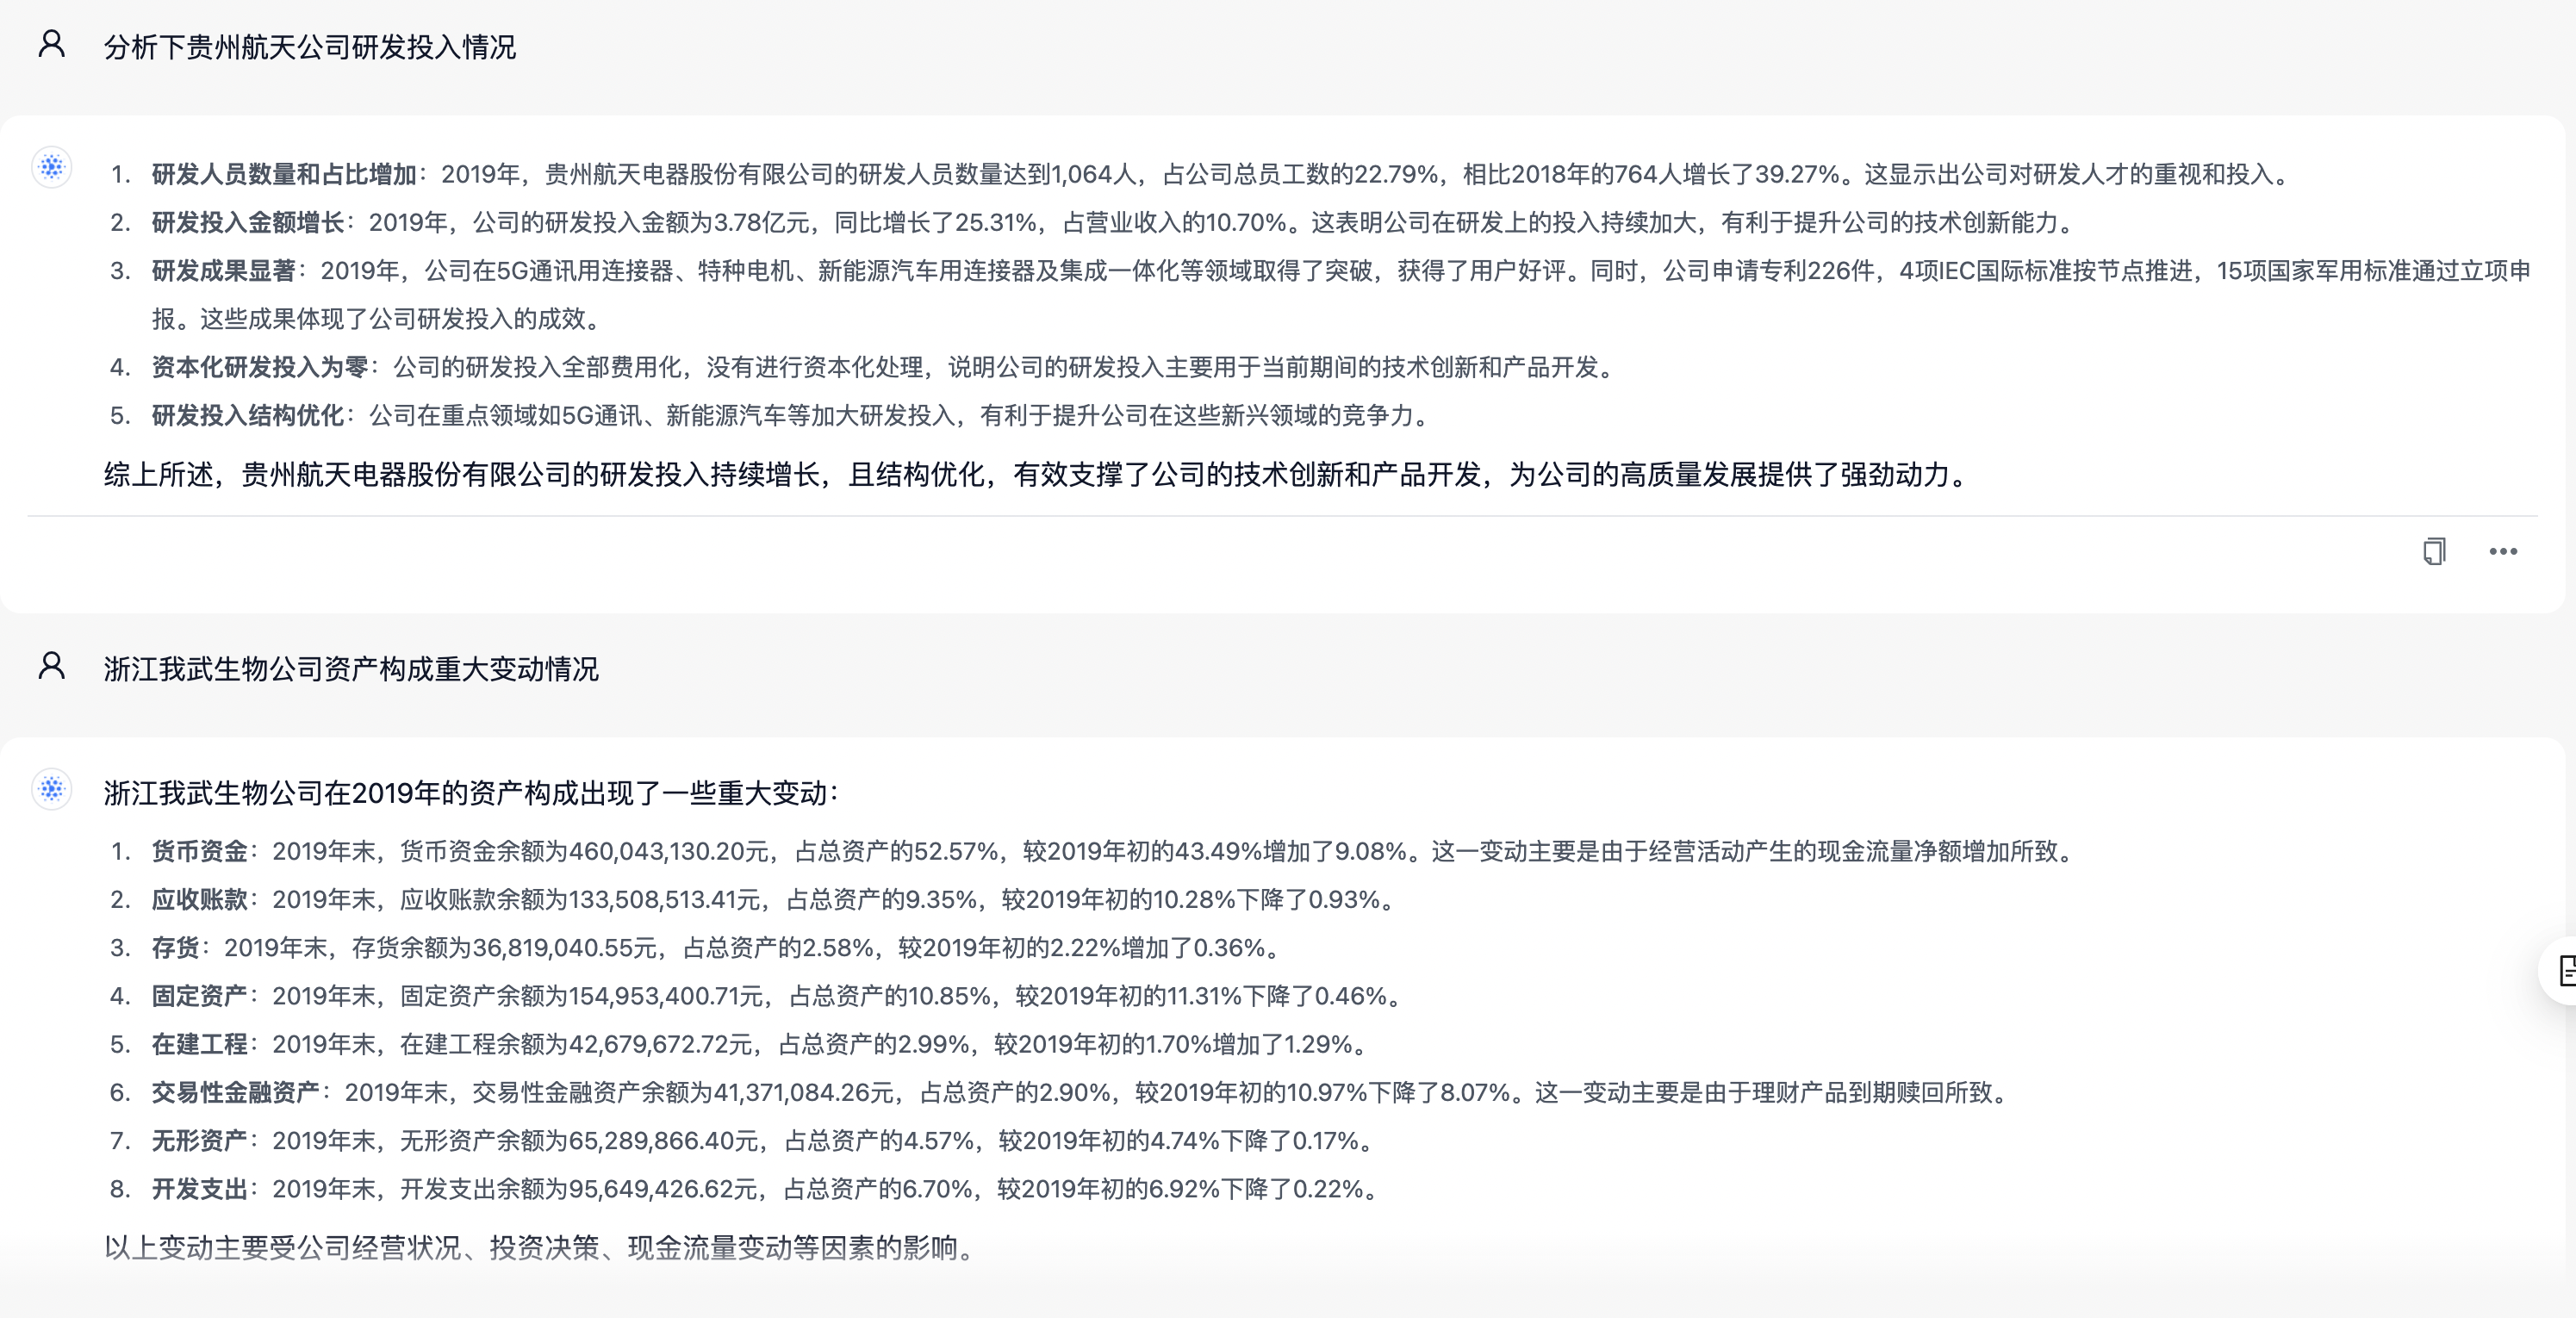 分析下贵州航天公司研发投入情况
1. 研发人员数量和占比增加：2019年，贵州航天电器股份有限公司的研发人员数量达到1,064人，占公司总员工数的22.79%，相比2018年的764人增长了39.27%。这显示出公司对研发人才的重视和投入。
2. 研发投入金额增长：2019年，公司的研发投入金额为3.78亿元，同比增长了25.31%，占营业收入的10.70%。这表明公司在研发上的投入持续加大，有利于提升公司的技术创新能力。
3. 研发成果显著：2019年，公司在5G通讯用连接器、特种电机、新能源汽车用连接器及集成一体化等领域取得了突破，获得了用户好评。同时，公司申请专利226件，4项IEC国际标准按节点推进，15项国家军用标准通过立项申
报。这些成果体现了公司研发投入的成效。
4. 资本化研发投入为零：公司的研发投入全部费用化，没有进行资本化处理，说明公司的研发投入主要用于当前期间的技术创新和产品开发。
5. 研发投入结构优化：公司在重点领域如5G通讯、新能源汽车等加大研发投入，有利于提升公司在这些新兴领域的竞争力。
综上所述，贵州航天电器股份有限公司的研发投入持续增长，且结构优化，有效支撑了公司的技术创新和产品开发，为公司的高质量发展提供了强劲动力。
浙江我武生物公司资产构成重大变动情况
浙江我武生物公司在2019年的资产构成出现了一些重大变动：
1. 货币资金：2019年末，货币资金余额为460,043,130.20元，占总资产的52.57%，较2019年初的43.49%增加了9.08%。这一变动主要是由于经营活动产生的现金流量净额增加所致。
2. 应收账款：2019年末，应收账款余额为133,508,513.41元，占总资产的9.35%，较2019年初的10.28%下降了0.93%。
3. 存货：2019年末，存货余额为36,819,040.55元，占总资产的2.58%，较2019年初的2.22%增加了0.36%。
4. 固定资产：2019年末，固定资产余额为154,953,400.71元，占总资产的10.85%，较2019年初的11.31%下降了0.46%。
5. 在建工程：2019年末，在建工程余额为42,679,672.72元，占总资产的2.99%，较2019年初的1.70%增加了1.29%。
6. 交易性金融资产：2019年末，交易性金融资产余额为41,371,084.26元，占总资产的2.90%，较2019年初的10.97%下降了8.07%。这一变动主要是由于理财产品到期赎回所致。
7. 无形资产：2019年末，无形资产余额为65,289,866.40元，占总资产的4.57%，较2019年初的4.74%下降了0.17%。
8. 开发支出：2019年末，开发支出余额为95,649,426.62元，占总资产的6.70%，较2019年初的6.92%下降了0.22%。
以上变动主要受公司经营状况、投资决策、现金流量变动等因素的影响。